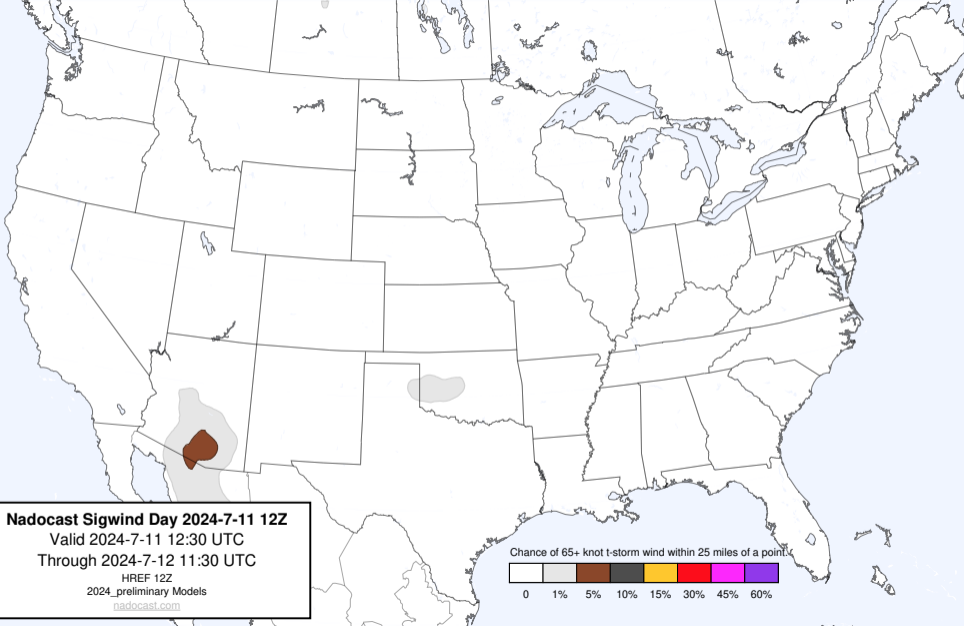 Nadocast Sigwind Day 2024-7-11 12Z
Valid 2024-7-11 12:30 UTC
Through 2024-7-12 11:30 UTC
HREF 12Z
2024_preliminary Models
nadocast.com
Chance of 65+ knot t-storm wind within 25 miles of a point.
0 1% 5% 10% 15% 30% 45% 60%